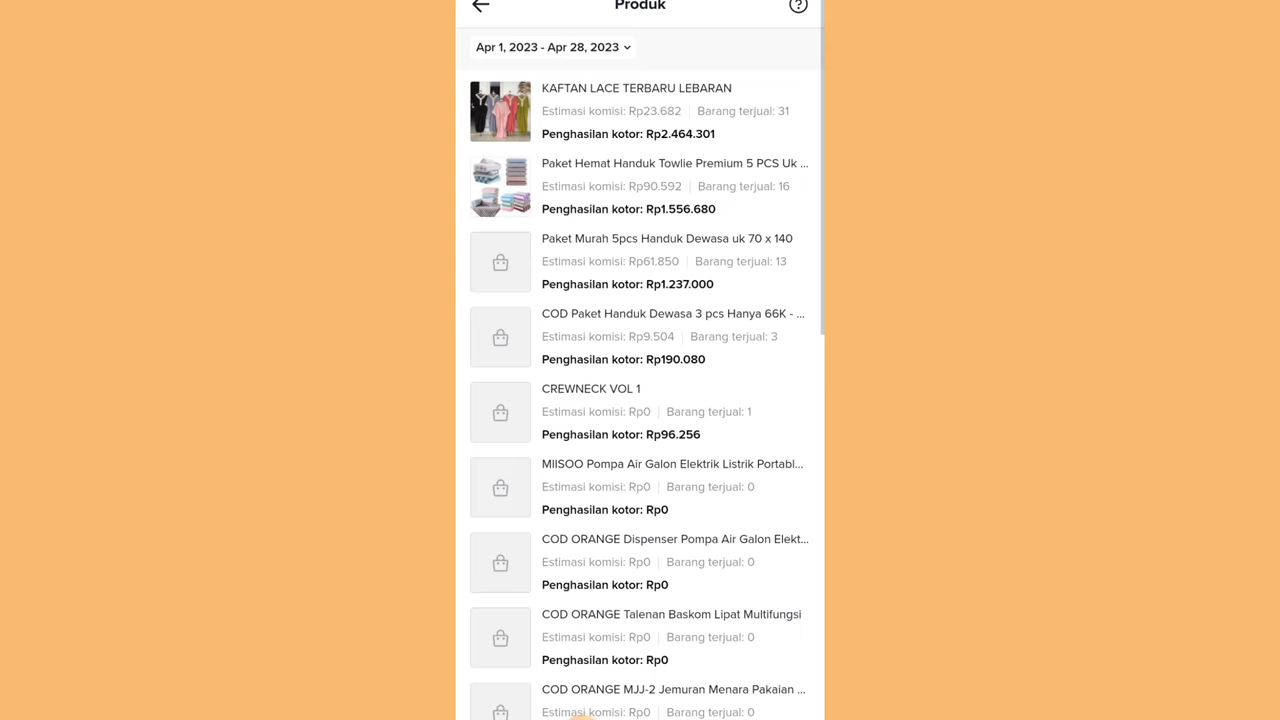 Produk
Apr 1, 2023 - Apr 28, 2023
KAFTAN LACE TERBARU LEBARAN
Estimasi komisi: Rp23.682 | Barang terjual: 31
Penghasilan kotor: Rp2.464.301
Paket Hemat Handuk Towlie Premium 5 PCS Uk ...
Estimasi komisi: Rp90.592 | Barang terjual: 16
Penghasilan kotor: Rp1.556.680
Paket Murah 5pcs Handuk Dewasa uk 70 x 140
Estimasi komisi: Rp61.850 | Barang terjual: 13
Penghasilan kotor: Rp1.237.000
COD Paket Handuk Dewasa 3 pcs Hanya 66K - ...
Estimasi komisi: Rp9.504 | Barang terjual: 3
Penghasilan kotor: Rp190.080
CREWNECK VOL 1
Estimasi komisi: Rp0 | Barang terjual: 1
Penghasilan kotor: Rp96.256
MIISOO Pompa Air Galon Elektrik Listrik Portabl...
Estimasi komisi: Rp0 | Barang terjual: 0
Penghasilan kotor: Rp0
COD ORANGE Dispenser Pompa Air Galon Elekt...
Estimasi komisi: Rp0 | Barang terjual: 0
Penghasilan kotor: Rp0
COD ORANGE Talenan Baskom Lipat Multifungsi
Estimasi komisi: Rp0 | Barang terjual: 0
Penghasilan kotor: Rp0
COD ORANGE MJJ-2 Jemuran Menara Pakaian ...
Estimasi komisi: Rp0 | Barang terjual: 0